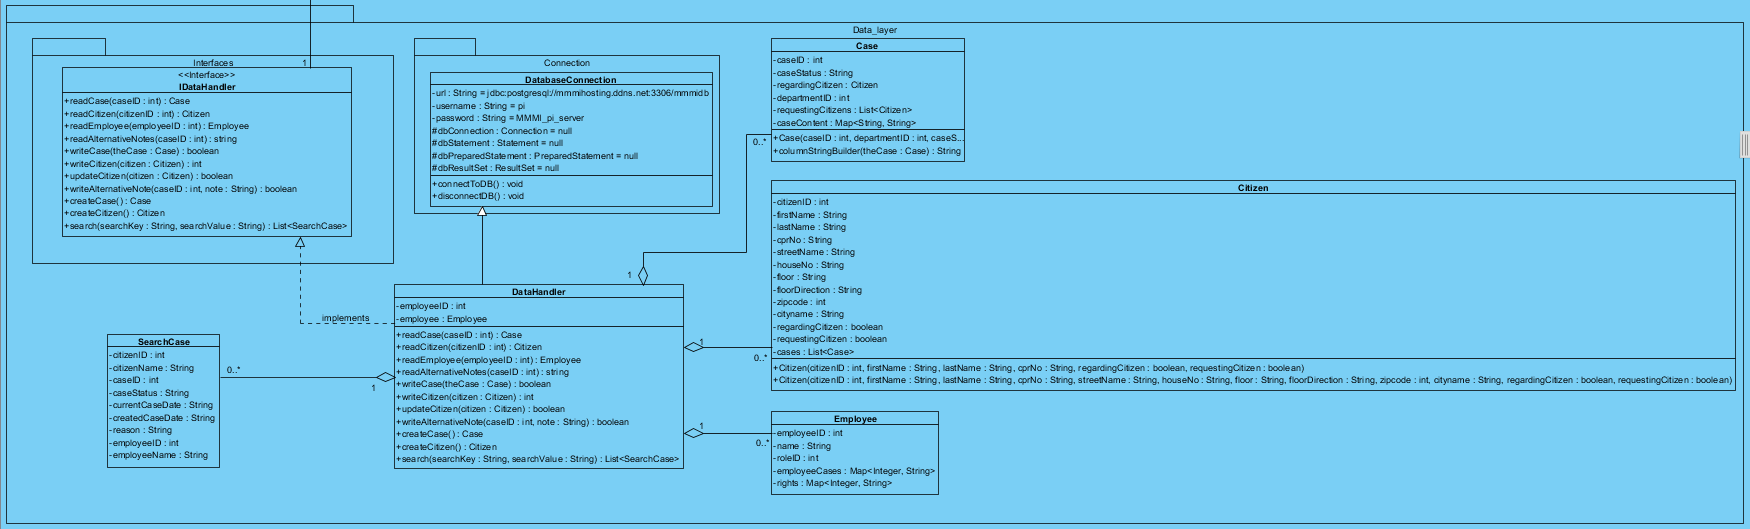 Data_layer
Interfaces
1
<<Interface>>
IDataHandler
+readCase(caseID : int) : Case
+readCitizen(citizenID : int) : Citizen
+readEmployee(employeeID : int) : Employee
+readAlternativeNotes(caseID : int) : string
+writeCase(theCase : Case) : boolean
+writeCitizen(citizen : Citizen) : int
+updateCitizen(citizen : Citizen) : boolean
+writeAlternativeNote(caseID : int, note : String) : boolean
+createCase() : Case
+createCitizen() : Citizen
+search(searchKey : String, searchValue : String) : List<SearchCase>
Connection
DatabaseConnection
-url : String = jdbc:postgresql://mmmihosting.ddns.net:3306/mmmidb
-username : String = pi
-password : String = MMMI_pi_server
#dbConnection : Connection = null
#dbStatement : Statement = null
#dbPreparedStatement : PreparedStatement = null
#dbResultSet : ResultSet = null
+connectToDB() : void
+disconnectDB() : void
Case
-caseID : int
-caseStatus : String
-regardingCitizen : Citizen
-departmentID : int
-requestingCitizens : List<Citizen>
-caseContent : Map<String, String>
+Case(caseID : int, departmentID : int, caseS...
+columnStringBuilder(theCase : Case) : String
0..*
1
Citizen
-citizenID : int
-firstName : String
-lastName : String
-cprNo : String
-streetName : String
-houseNo : String
-floor : String
-floorDirection : String
-zipcode : int
-cityname : String
-regardingCitizen : boolean
-requestingCitizen : boolean
-cases : List<Case>
+Citizen(citizenID : int, firstName : String, lastName : String, cprNo : String, regardingCitizen : boolean, requestingCitizen : boolean)
+Citizen(citizenID : int, firstName : String, lastName : String, cprNo : String, streetName : String, houseNo : String, floor : String, floorDirection : String, zipcode : int, cityname : String, regardingCitizen : boolean, requestingCitizen : boolean)
implements
DataHandler
-employeeID : int
-employee : Employee
+readCase(caseID : int) : Case
+readCitizen(citizenID : int) : Citizen
+readEmployee(employeeID : int) : Employee
+readAlternativeNotes(caseID : int) : string
+writeCase(theCase : Case) : boolean
+writeCitizen(citizen : Citizen) : int
+updateCitizen(citizen : Citizen) : boolean
+writeAlternativeNote(caseID : int, note : String) : boolean
+createCase() : Case
+createCitizen() : Citizen
+search(searchKey : String, searchValue : String) : List<SearchCase>
1
0..*
1
0..*
SearchCase
-citizenID : int
-citizenName : String
-caseID : int
-caseStatus : String
-currentCaseDate : String
-createdCaseDate : String
-reason : String
-employeeID : int
-employeeName : String
0..*
1
Employee
-employeeID : int
-name : String
-roleID : int
-employeeCases : Map<Integer, String>
-rights : Map<Integer, String>